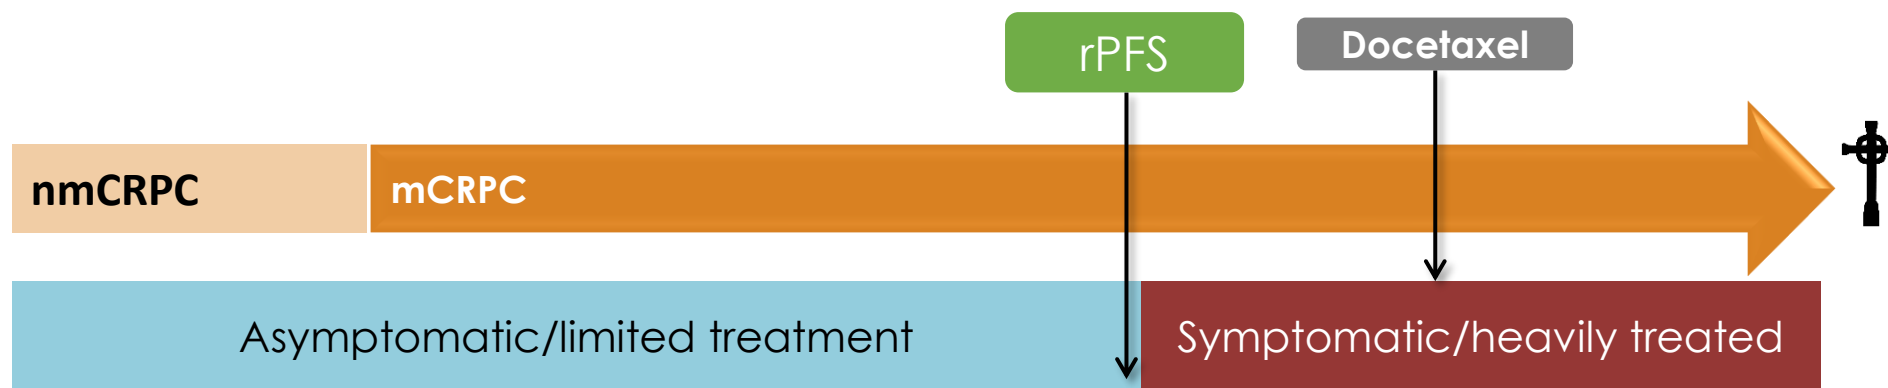 rPFS
Docetaxel
nmCRPC
mCRPC
Asymptomatic/limited treatment
Symptomatic/heavily treated